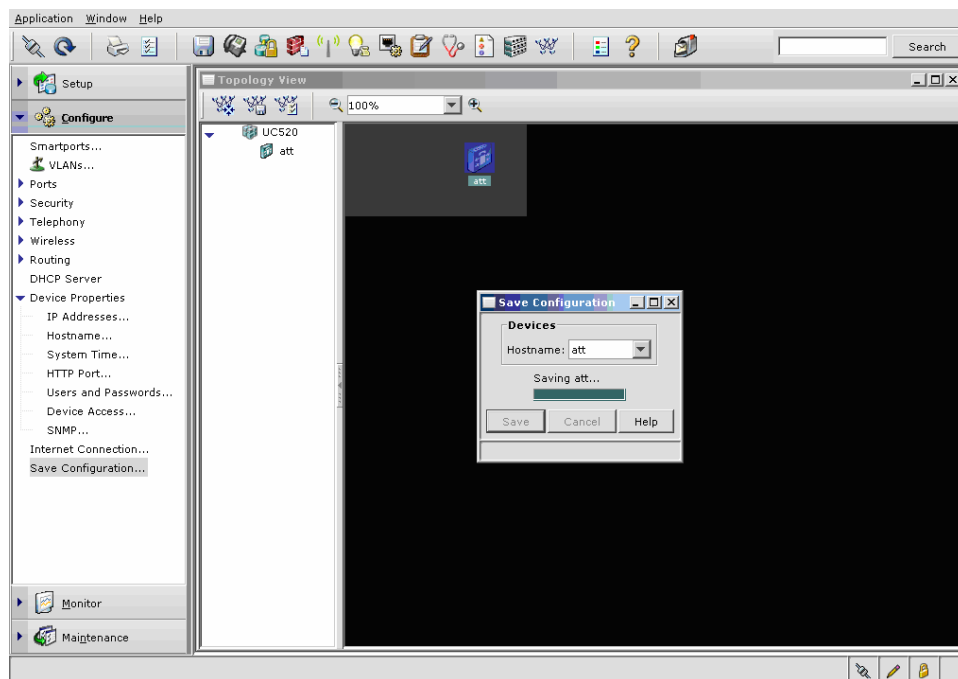 Application Window Help
Search
Setup
Configure
Smartports...
VLANs...
Ports
Security
Telephony
Wireless
Routing
DHCP Server
Device Properties
IP Addresses...
Hostname...
System Time...
HTTP Port...
Users and Passwords...
Device Access...
SNMP...
Internet Connection...
Save Configuration...
Monitor
Maintenance
Topology View
100%
UC520
att
att
Save Configuration
Devices
Hostname: att
Saving att...
Save Cancel Help